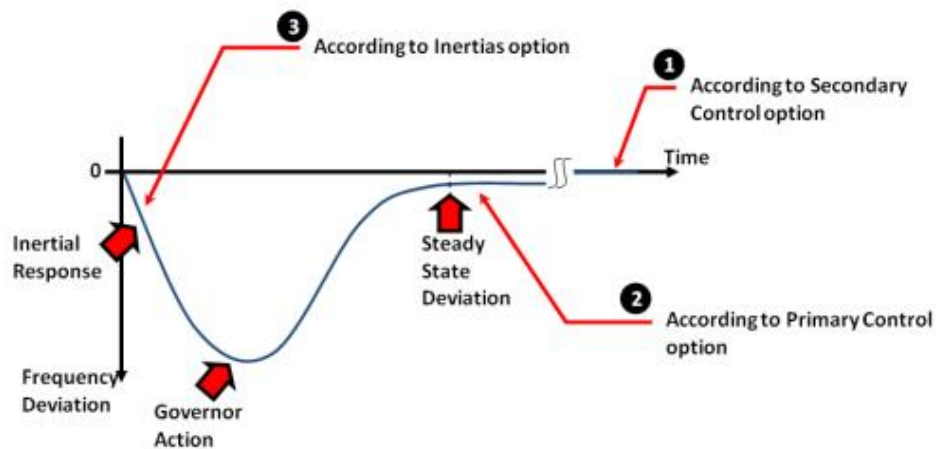 3
According to Inertias option
1
According to Secondary
Control option
Time
0
Inertial
Response
Steady
State
Deviation
2
According to Primary Control
option
Frequency
Deviation
Governor
Action